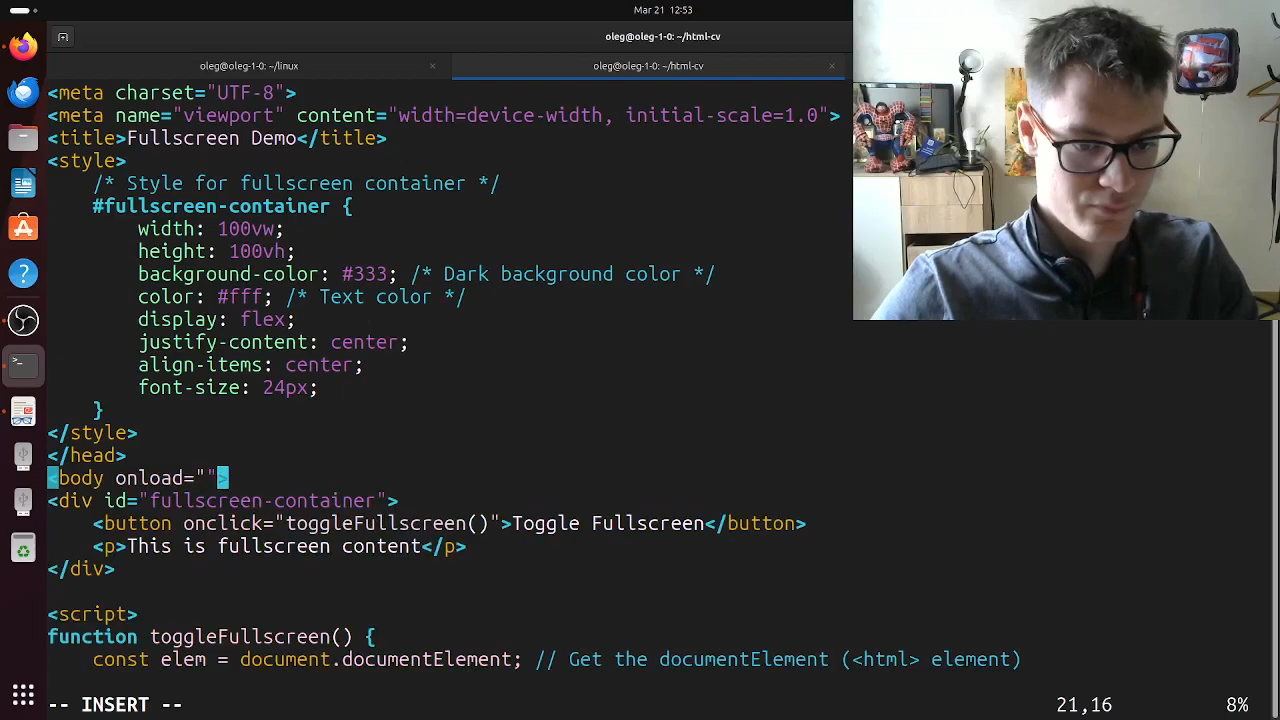 Mar 21 12:53
oleg@oleg-1-0: ~/html-cv
oleg@oleg-1-0: ~/linux
oleg@oleg-1-0: ~/html-cv
<meta charset="UTF-8">
<meta name="viewport" content="width=device-width, initial-scale=1.0">
<title>Fullscreen Demo</title>
<style>
/* Style for fullscreen container */
#fullscreen-container {
width: 100vw;
height: 100vh;
background-color: #333; /* Dark background color */
color: #fff; /* Text color */
display: flex;
justify-content: center;
align-items: center;
font-size: 24px;
}
</style>
</head>
<body onload="">
<div id="fullscreen-container">
<button onclick="toggleFullscreen()">Toggle Fullscreen</button>
<p>This is fullscreen content</p>
</div>
<script>
function toggleFullscreen() {
const elem = document.documentElement; // Get the documentElement (<html> element)
-- INSERT --
21,16
8%